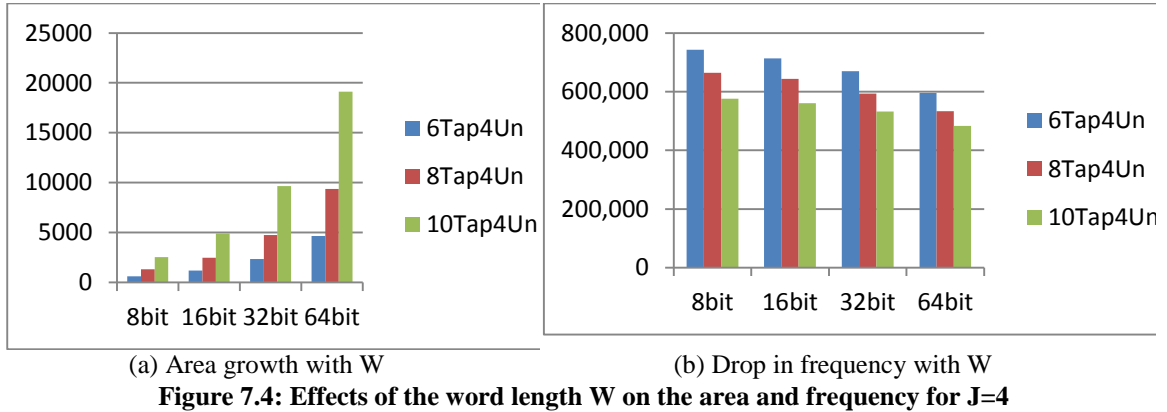 25000
20000
15000
10000
5000
0
8bit 16bit 32bit 64bit
6Tap4Un
8Tap4Un
10Tap4Un
(a) Area growth with W
800,000
600,000
400,000
200,000
0
8bit 16bit 32bit 64bit
6Tap4Un
8Tap4Un
10Tap4Un
(b) Drop in frequency with W
Figure 7.4: Effects of the word length W on the area and frequency for J=4